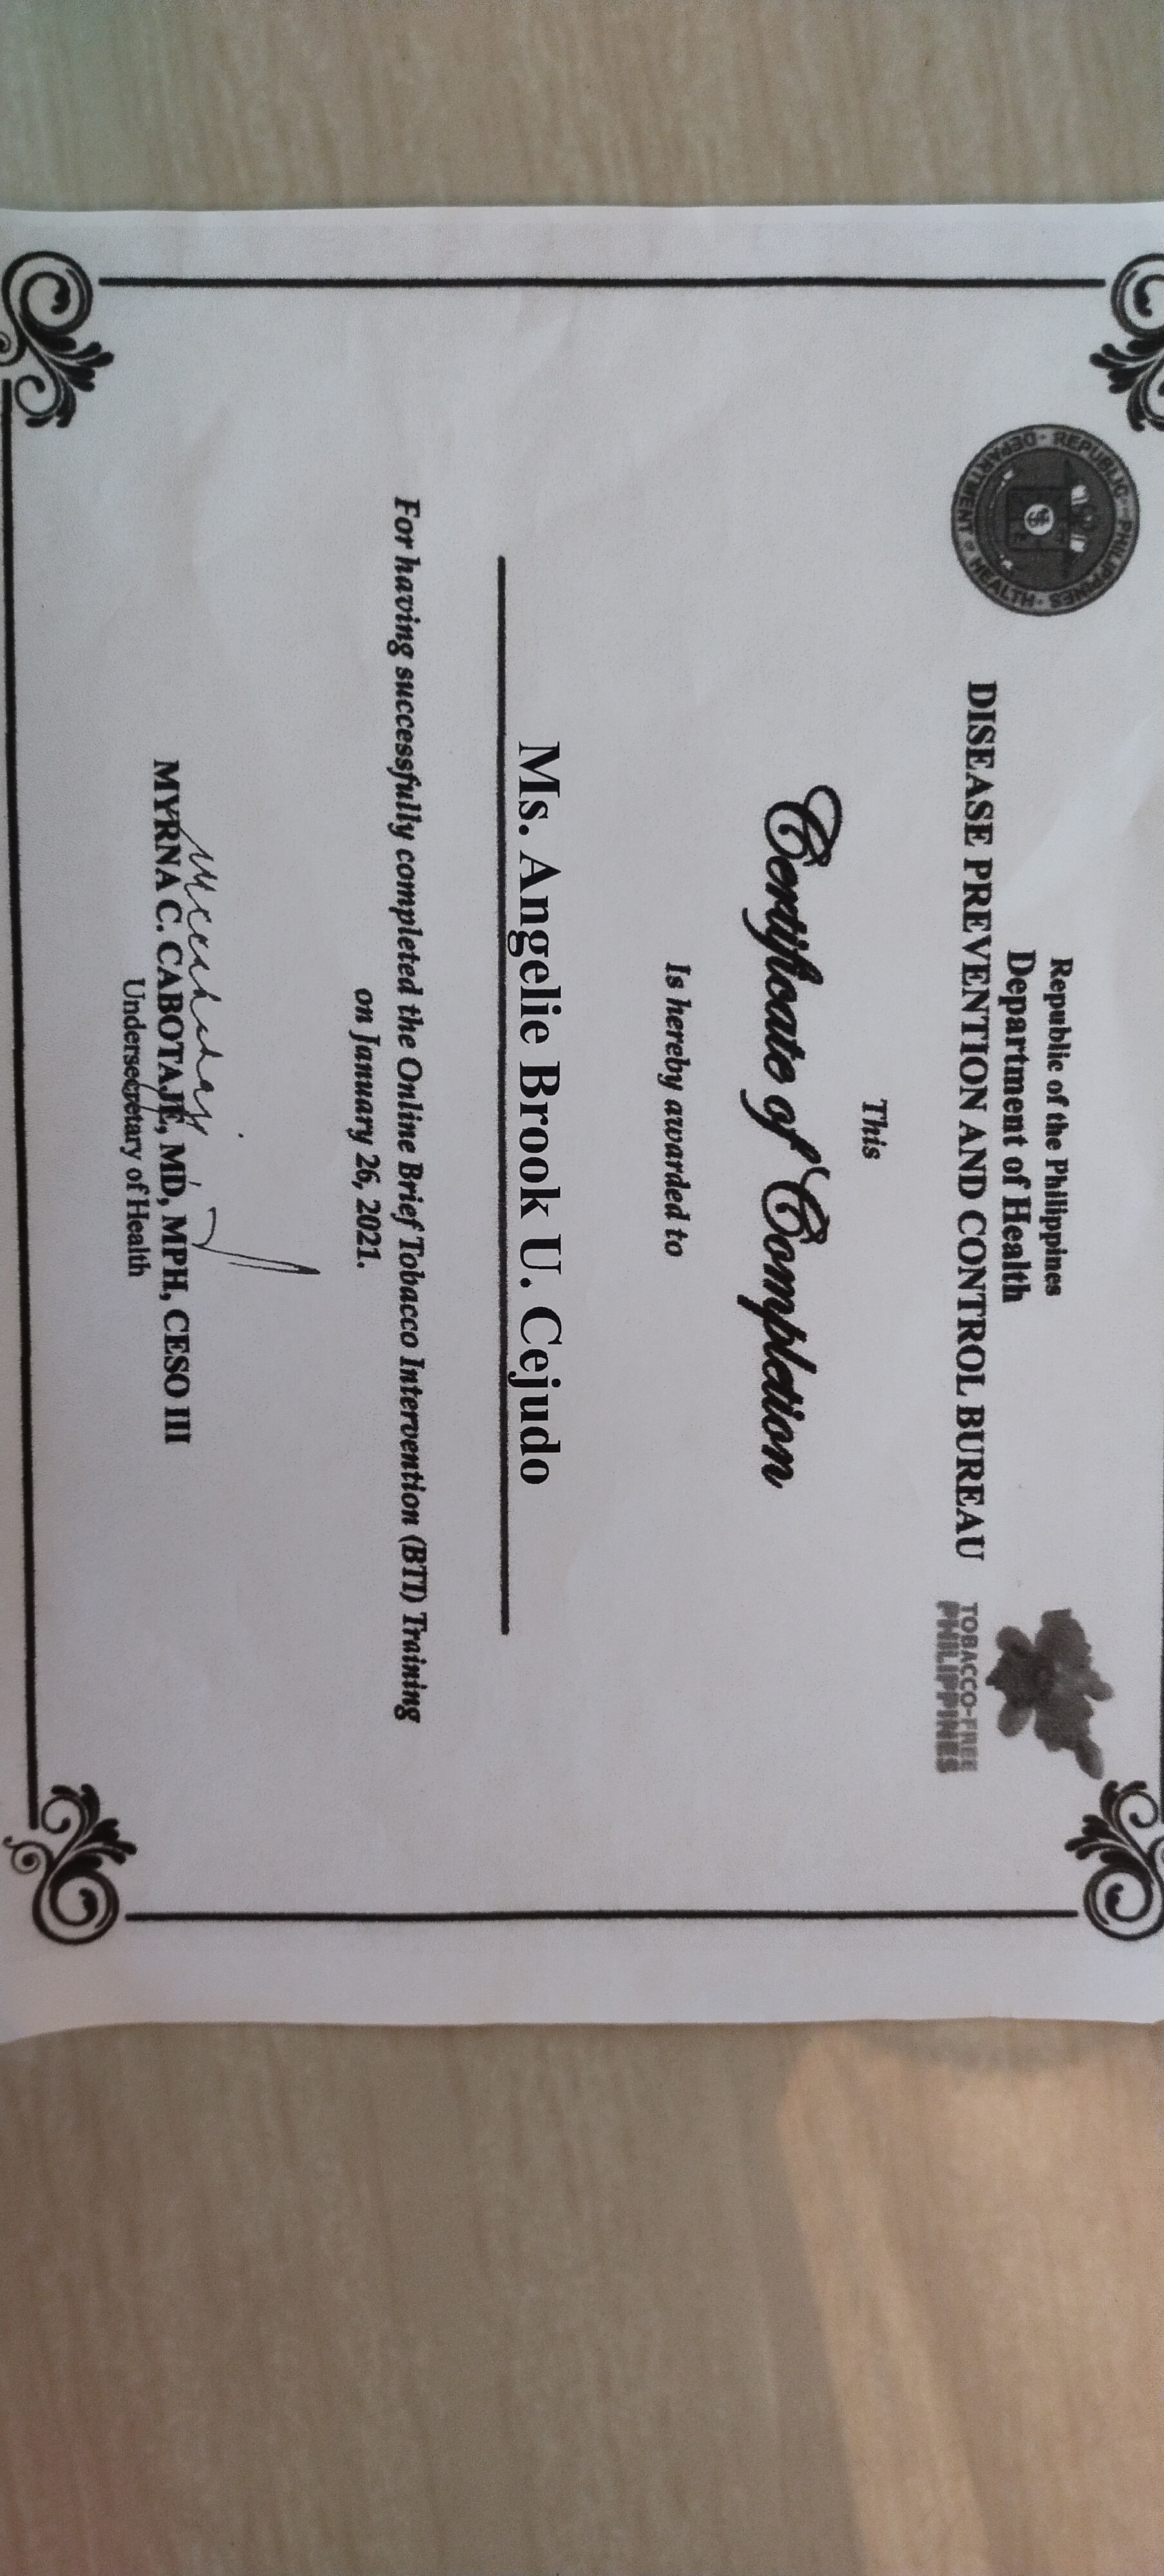 REPUBLIC OF THE PHILIPPINES
DEPARTMENT OF HEALTH
Republic of the Philippines
Department of Health
DISEASE PREVENTION AND CONTROL BUREAU
TOBACCO-FREE
PHILIPPINES
This
Certificate of Completion
Is hereby awarded to
Ms. Angelie Brook U. Cejudo
For having successfully completed the Online Brief Tobacco Intervention (BTI) Training
on January 26, 2021.
MYRNA C. CABOTAJE, MD, MPH, CESO III
Undersecretary of Health